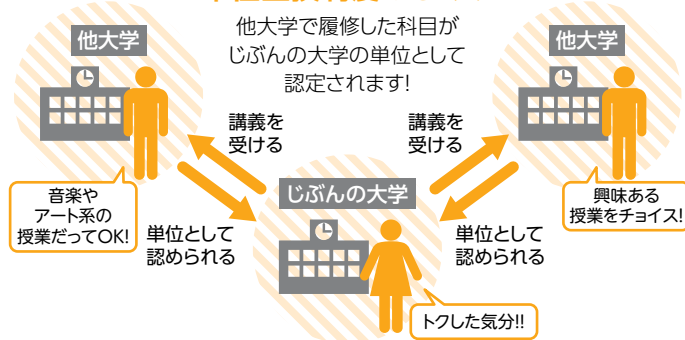 他大学で履修した科目が
じぶんの大学の単位として
認定されます!
他大学
他大学
講義を
受ける
講義を
受ける
音楽や
アート系の
授業だってOK!
興味ある
授業をチョイス!
じぶんの大学
単位として
認められる
単位として
認められる
トクした気分!!